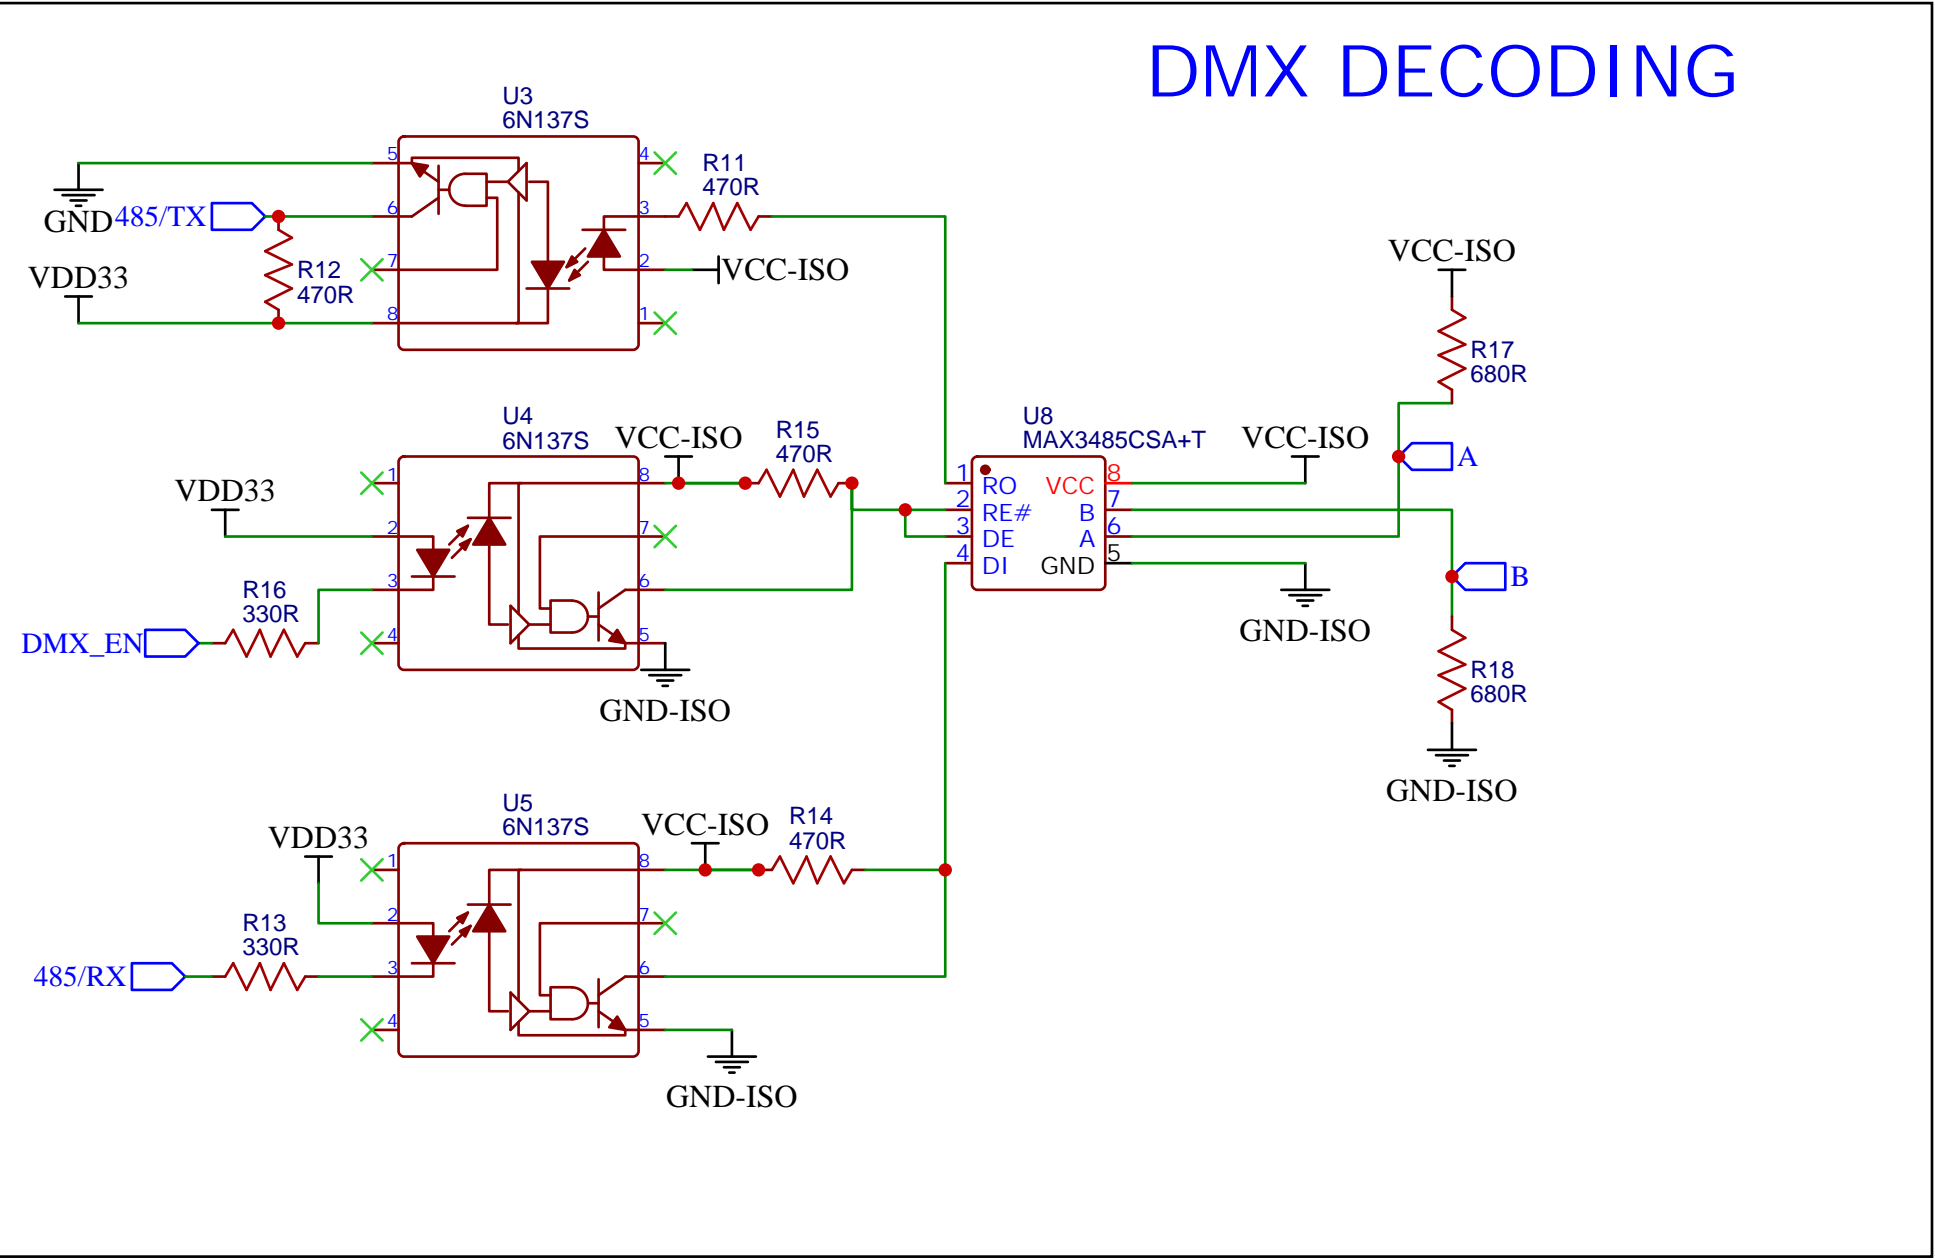 DMX DECODING
U3
6N137S
5
6
7
8
4
3
2
1
GND
485/TX
VDD33
R12
470R
R11
470R
VCC-ISO
U4
6N137S
1
2
3
4
8
7
6
5
VDD33
R16
330R
DMX_EN
VCC-ISO
R15
470R
GND-ISO
U8
MAX3485CSA+T
1
2
3
4
RO
RE#
DE
DI
VCC
B
A
GND
8
7
6
5
VCC-ISO
GND-ISO
VCC-ISO
R17
680R
A
B
R18
680R
GND-ISO
U5
6N137S
1
2
3
4
8
7
6
5
VDD33
R13
330R
485/RX
VCC-ISO
R14
470R
GND-ISO